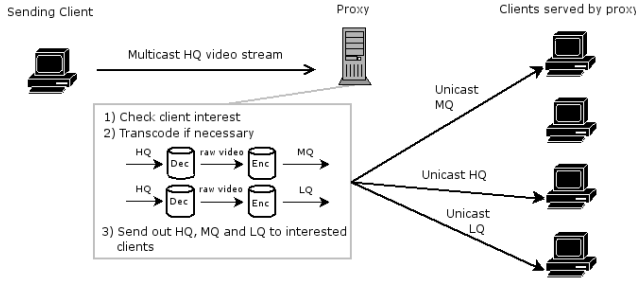 Sending Client
Proxy
Clients served by proxy
Multicast HQ video stream
1) Check client interest
2) Transcode if necessary
HQ
Dec
raw video
Enc
MQ
HQ
Dec
raw video
Enc
LQ
3) Send out HQ, MQ and LQ to interested
clients
Unicast
MQ
Unicast HQ
Unicast
LQ